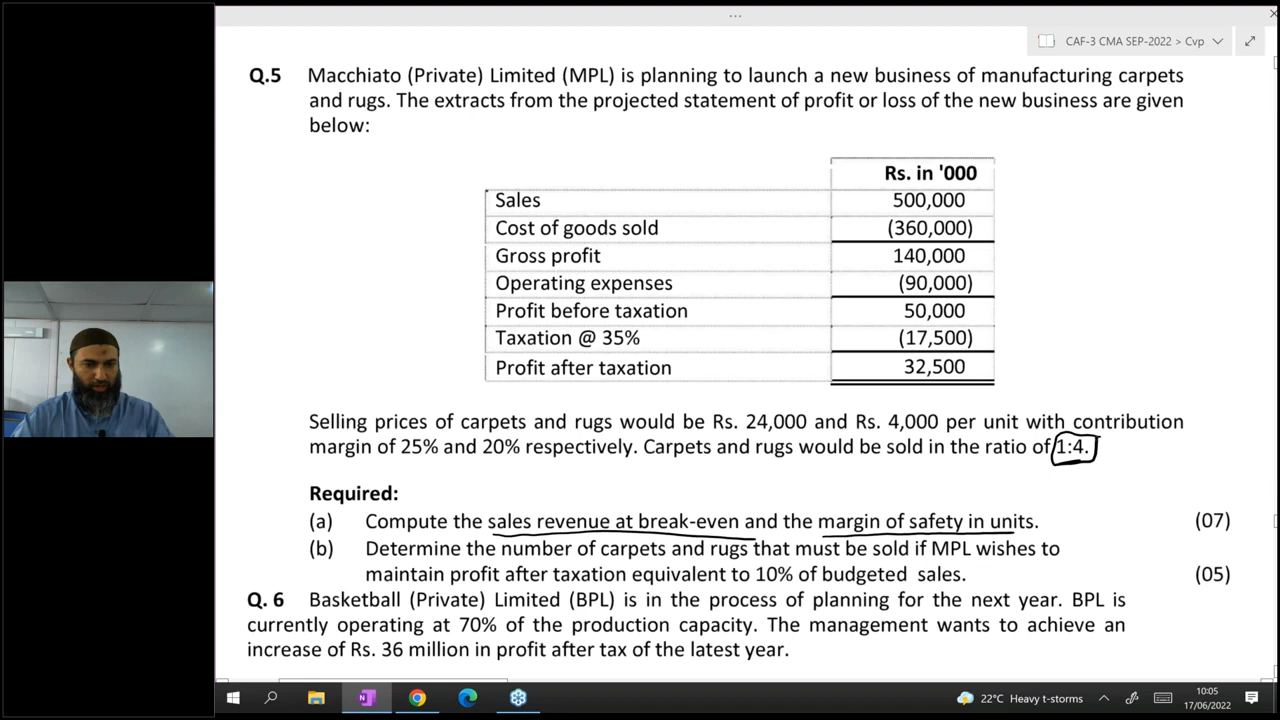 ...
CAF-3 CMA SEP-2022 > Cvp
Q.5 Macchiato (Private) Limited (MPL) is planning to launch a new business of manufacturing carpets
and rugs. The extracts from the projected statement of profit or loss of the new business are given
below:
Rs. in '000
Sales 500,000
Cost of goods sold (360,000)
Gross profit 140,000
Operating expenses (90,000)
Profit before taxation 50,000
Taxation @ 35% (17,500)
Profit after taxation 32,500
Selling prices of carpets and rugs would be Rs. 24,000 and Rs. 4,000 per unit with contribution
margin of 25% and 20% respectively. Carpets and rugs would be sold in the ratio of 1:4.
Required:
(a) Compute the sales revenue at break-even and the margin of safety in units. (07)
(b) Determine the number of carpets and rugs that must be sold if MPL wishes to
maintain profit after taxation equivalent to 10% of budgeted sales. (05)
Q. 6 Basketball (Private) Limited (BPL) is in the process of planning for the next year. BPL is
currently operating at 70% of the production capacity. The management wants to achieve an
increase of Rs. 36 million in profit after tax of the latest year.
22°C Heavy t-storms
10:05
17/06/2022